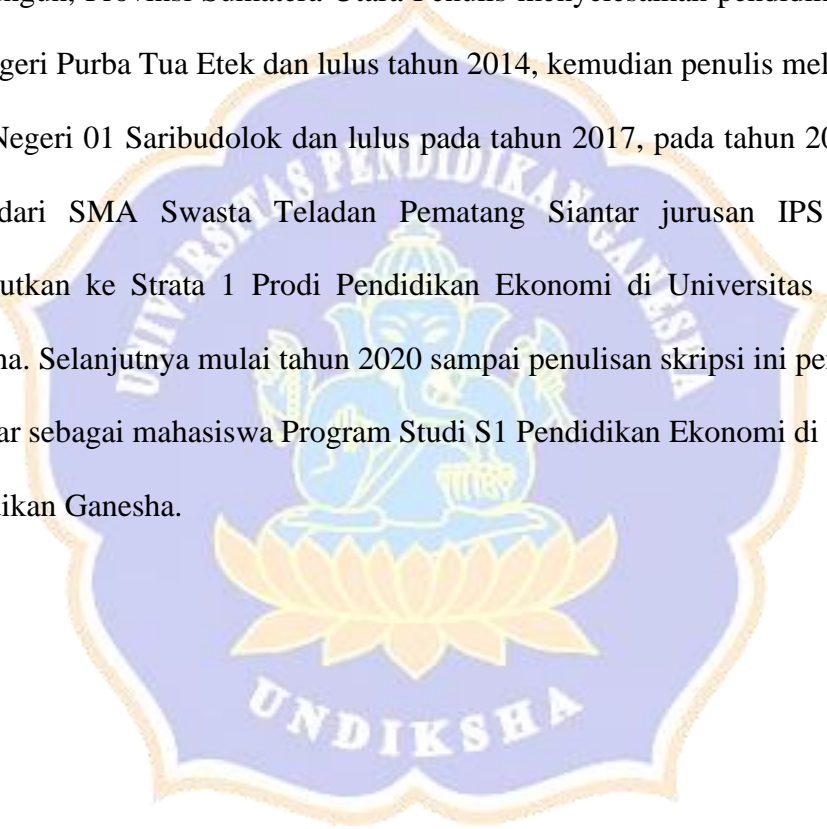 ngun, Provinsi Sumatera Utara Penulis menyelesaikan pendidik
geri Purba Tua Etek dan lulus tahun 2014, kemudian penulis mel
Negeri 01 Saribudolok dan lulus pada tahun 2017, pada tahun 20
dari SMA Swasta Teladan Pematang Siantar jurusan IPS
utkan ke Strata 1 Prodi Pendidikan Ekonomi di Universitas
na. Selanjutnya mulai tahun 2020 sampai penulisan skripsi ini pe
ar sebagai mahasiswa Program Studi S1 Pendidikan Ekonomi di
ikan Ganesha.
UNIVERSITAS PENDIDIKAN GANESHA
UNDIKSHA